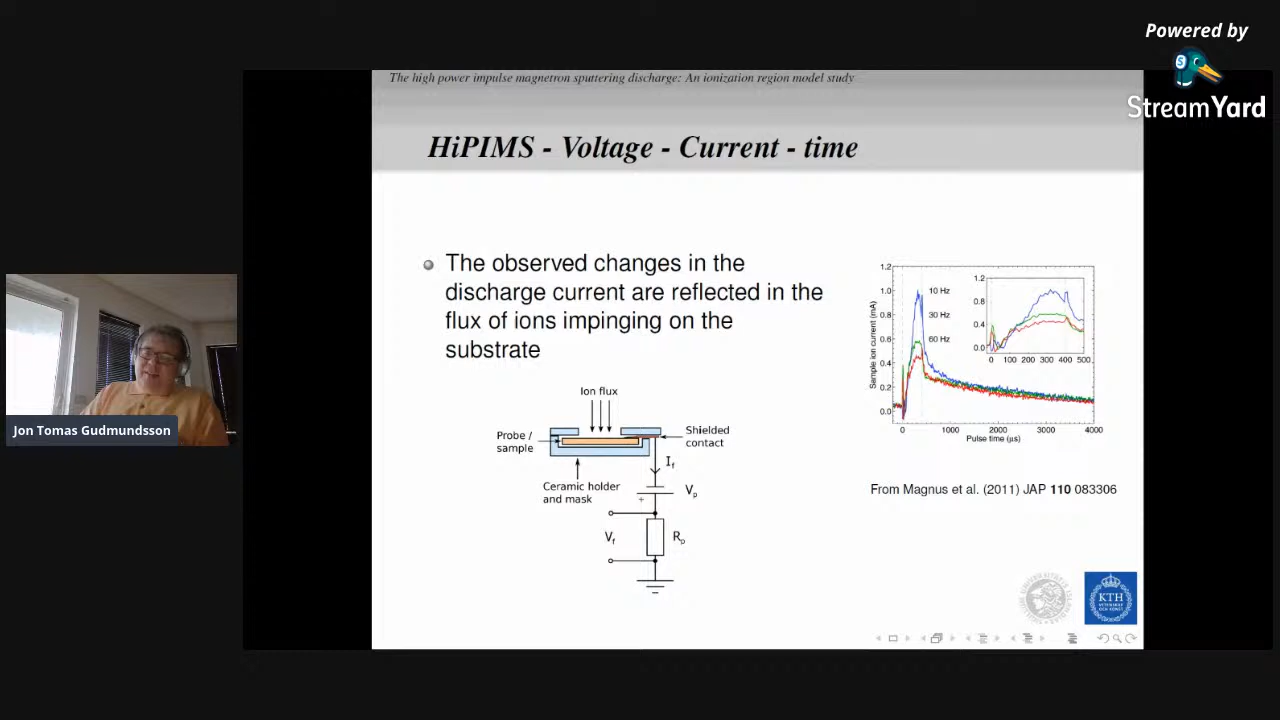 Powered by
StreamYard
The high power impulse magnetron sputtering discharge: An ionization region model study
HiPIMS - Voltage - Current - time
The observed changes in the
discharge current are reflected in the
flux of ions impinging on the
substrate
Ion flux
Probe /
sample
Shielded
contact
If
Ceramic holder
and mask
Vp
+
Vf
Rp
1.2
1.0
0.8
0.6
0.4
0.2
0.0
Sample ion current (mA)
10 Hz
30 Hz
60 Hz
1.2
0.8
0.4
0.0
0 100 200 300 400 500
0 1000 2000 3000 4000
Pulse time (μs)
From Magnus et al. (2011) JAP 110 083306
KTH
Jon Tomas Gudmundsson